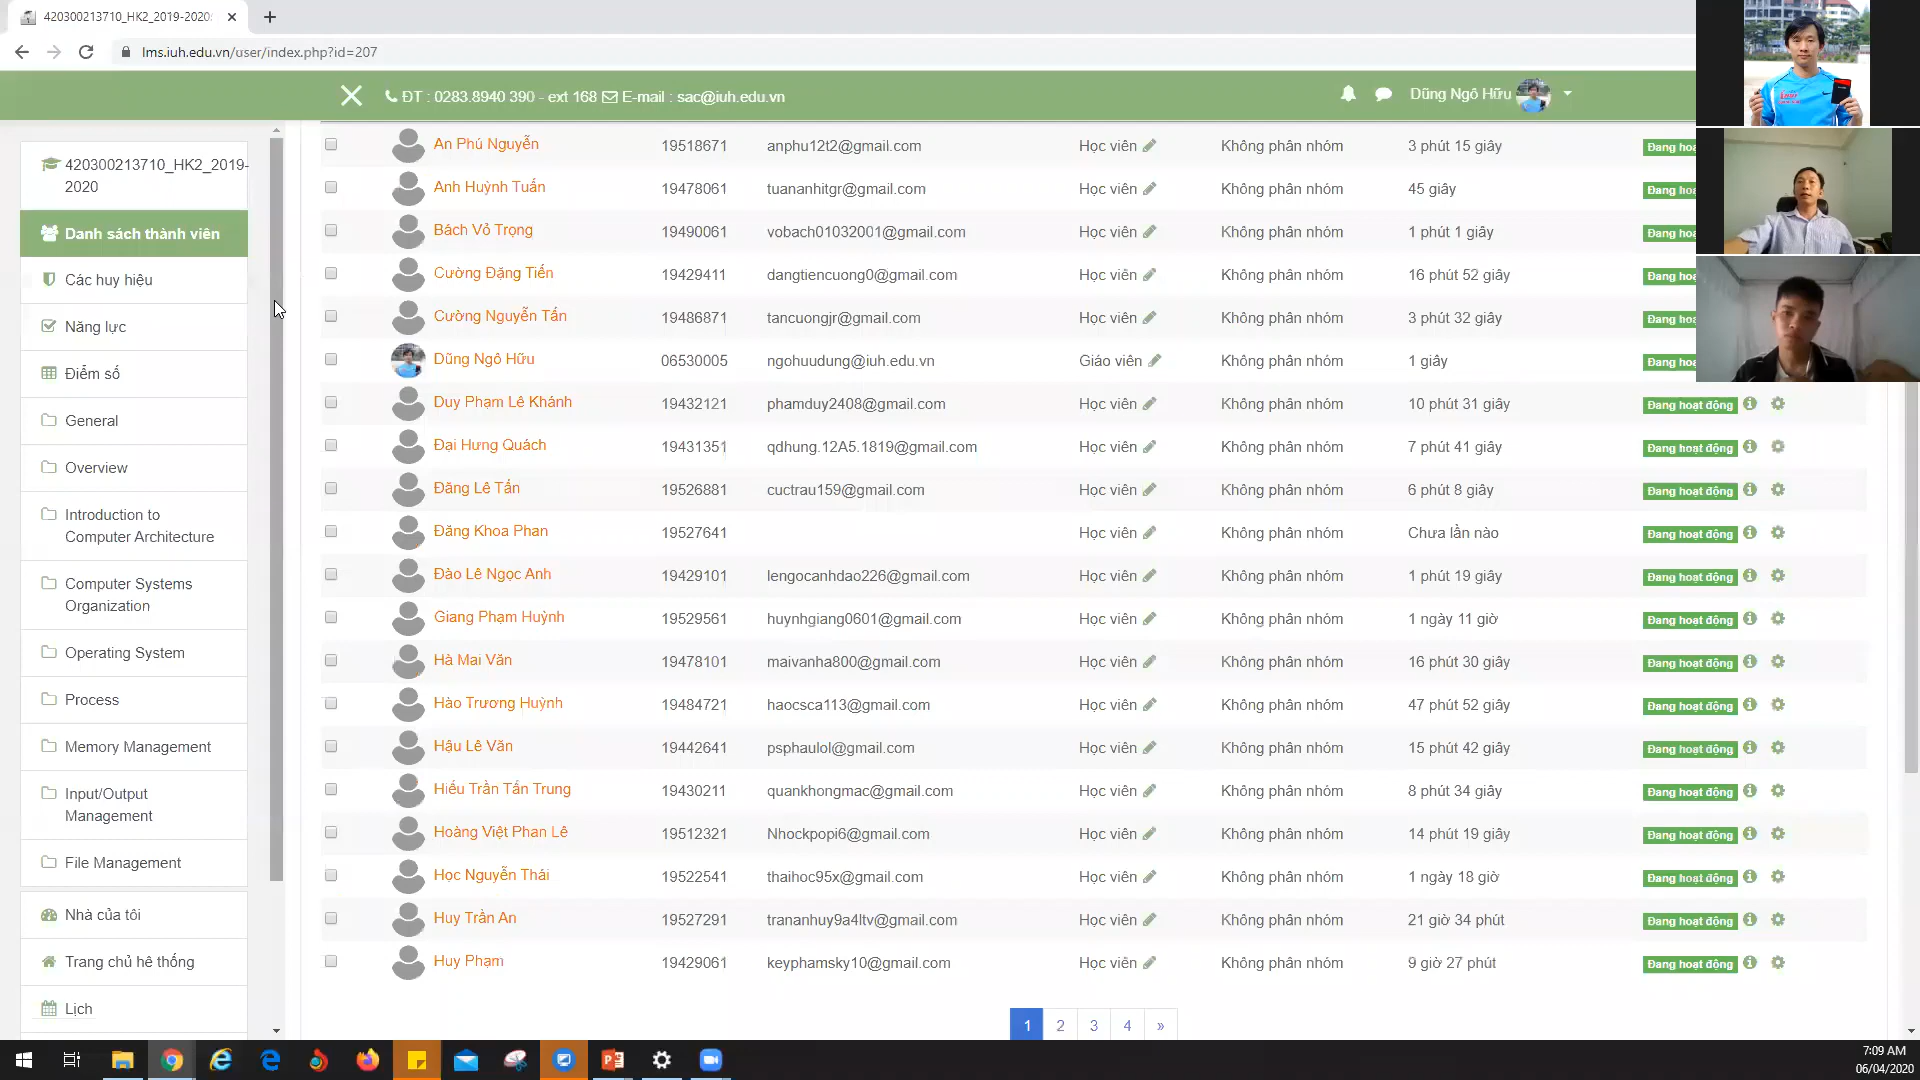 420300213710_HK2_2019-2020
lms.iuh.edu.vn/user/index.php?id=207
ĐT : 0283.8940 390 - ext 168 E-mail : sac@iuh.edu.vn
Dũng Ngô Hữu
420300213710_HK2_2019-
2020
Danh sách thành viên
Các huy hiệu
Năng lực
Điểm số
General
Overview
Introduction to
Computer Architecture
Computer Systems
Organization
Operating System
Process
Memory Management
Input/Output
Management
File Management
Nhà của tôi
Trang chủ hệ thống
Lịch
An Phú Nguyễn 19518671 anphu12t2@gmail.com Học viên Không phân nhóm 3 phút 15 giây Đang hoạ
Anh Huỳnh Tuấn 19478061 tuananhitgr@gmail.com Học viên Không phân nhóm 45 giây Đang hoạ
Bách Võ Trọng 19490061 vobach01032001@gmail.com Học viên Không phân nhóm 1 phút 1 giây Đang hoạ
Cường Đặng Tiến 19429411 dangtiencuong0@gmail.com Học viên Không phân nhóm 16 phút 52 giây Đang hoạ
Cường Nguyễn Tấn 19486871 tancuongjr@gmail.com Học viên Không phân nhóm 3 phút 32 giây Đang hoạ
Dũng Ngô Hữu 06530005 ngohuudung@iuh.edu.vn Giáo viên Không phân nhóm 1 giây Đang hoạ
Duy Phạm Lê Khánh 19432121 phamduy2408@gmail.com Học viên Không phân nhóm 10 phút 31 giây Đang hoạt động
Đại Hưng Quách 19431351 qdhung.12A5.1819@gmail.com Học viên Không phân nhóm 7 phút 41 giây Đang hoạt động
Đăng Lê Tấn 19526881 cuctrau159@gmail.com Học viên Không phân nhóm 6 phút 8 giây Đang hoạt động
Đăng Khoa Phan 19527641 Học viên Không phân nhóm Chưa lần nào Đang hoạt động
Đào Lê Ngọc Anh 19429101 lengocanhdao226@gmail.com Học viên Không phân nhóm 1 phút 19 giây Đang hoạt động
Giang Phạm Huỳnh 19529561 huynhgiang0601@gmail.com Học viên Không phân nhóm 1 ngày 11 giờ Đang hoạt động
Hà Mai Văn 19478101 maivanha800@gmail.com Học viên Không phân nhóm 16 phút 30 giây Đang hoạt động
Hào Trương Huỳnh 19484721 haocsca113@gmail.com Học viên Không phân nhóm 47 phút 52 giây Đang hoạt động
Hậu Lê Văn 19442641 psphaulol@gmail.com Học viên Không phân nhóm 15 phút 42 giây Đang hoạt động
Hiếu Trần Tấn Trung 19430211 quankhongmac@gmail.com Học viên Không phân nhóm 8 phút 34 giây Đang hoạt động
Hoàng Việt Phan Lê 19512321 Nhockpopi6@gmail.com Học viên Không phân nhóm 14 phút 19 giây Đang hoạt động
Học Nguyễn Thái 19522541 thaihoc95x@gmail.com Học viên Không phân nhóm 1 ngày 18 giờ Đang hoạt động
Huy Trần An 19527291 trananhuy9a4ltv@gmail.com Học viên Không phân nhóm 21 giờ 34 phút Đang hoạt động
Huy Phạm 19429061 keyphamsky10@gmail.com Học viên Không phân nhóm 9 giờ 27 phút Đang hoạt động
1 2 3 4 »
7:09 AM
06/04/2020